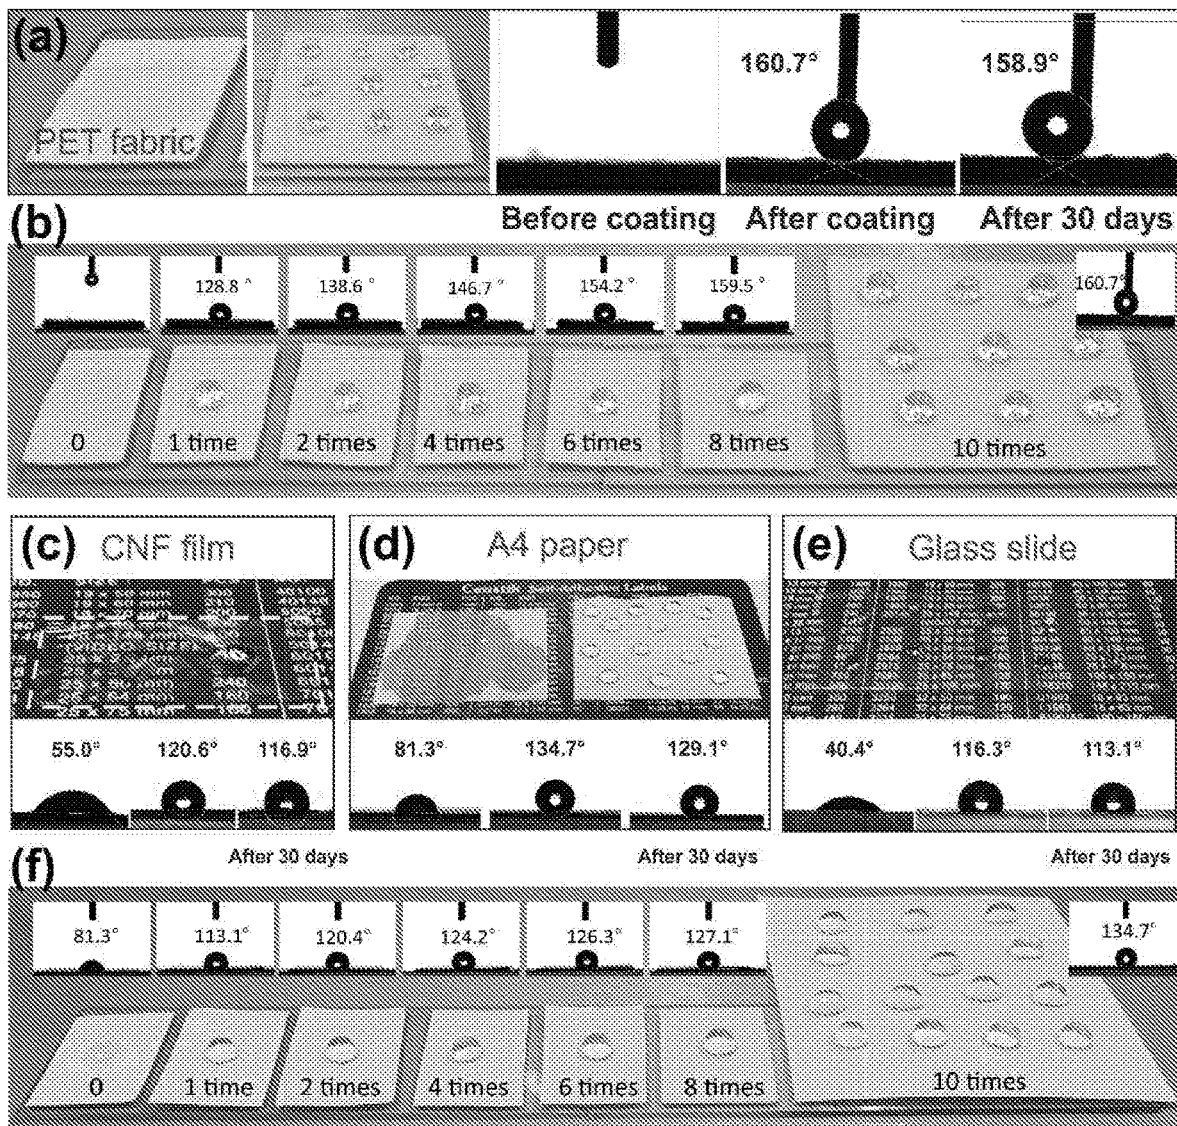 (a)
PET fabric
160.7°
158.9°
Before coating
After coating
After 30 days
(b)
128.8 °
138.6 °
146.7 °
154.2 °
159.5 °
160.7°
0
1 time
2 times
4 times
6 times
8 times
10 times
(c) CNF film
55.0°
120.6°
116.9°
After 30 days
(d) A4 paper
81.3°
134.7°
129.1°
After 30 days
(e) Glass slide
40.4°
116.3°
113.1°
After 30 days
(f)
81.3°
113.1°
120.4°
124.2°
126.3°
127.1°
134.7°
0
1 time
2 times
4 times
6 times
8 times
10 times